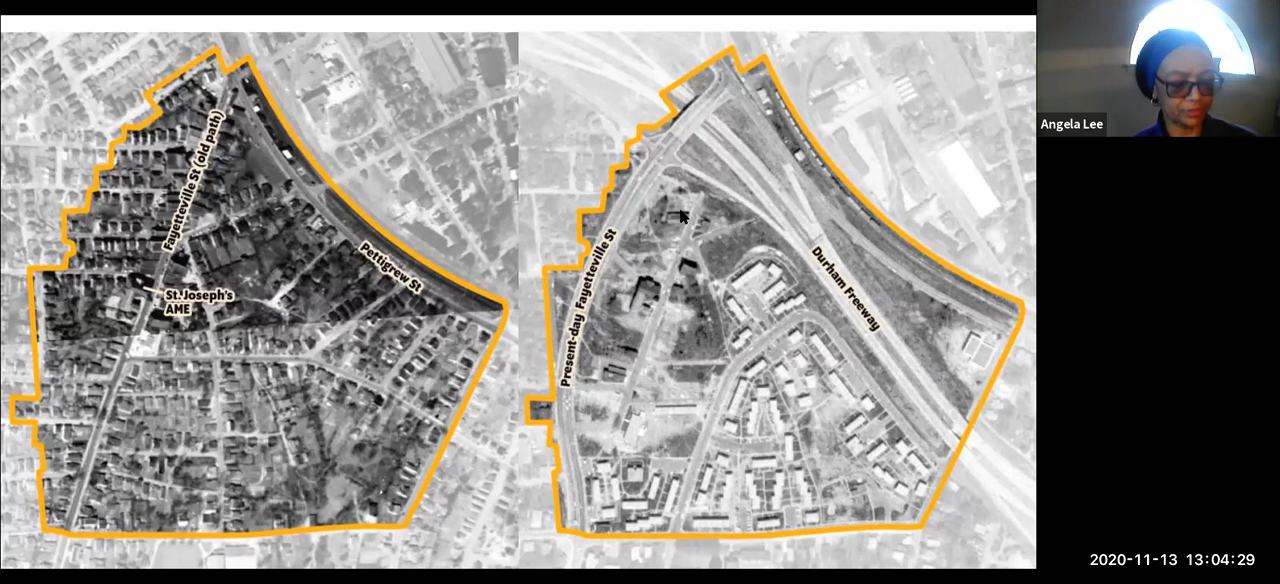 Fayetteville St (old path)
Pettigrew St
St. Joseph's
AME
Present-day Fayetteville St
Durham Freeway
Angela Lee
2020-11-13 13:04:29